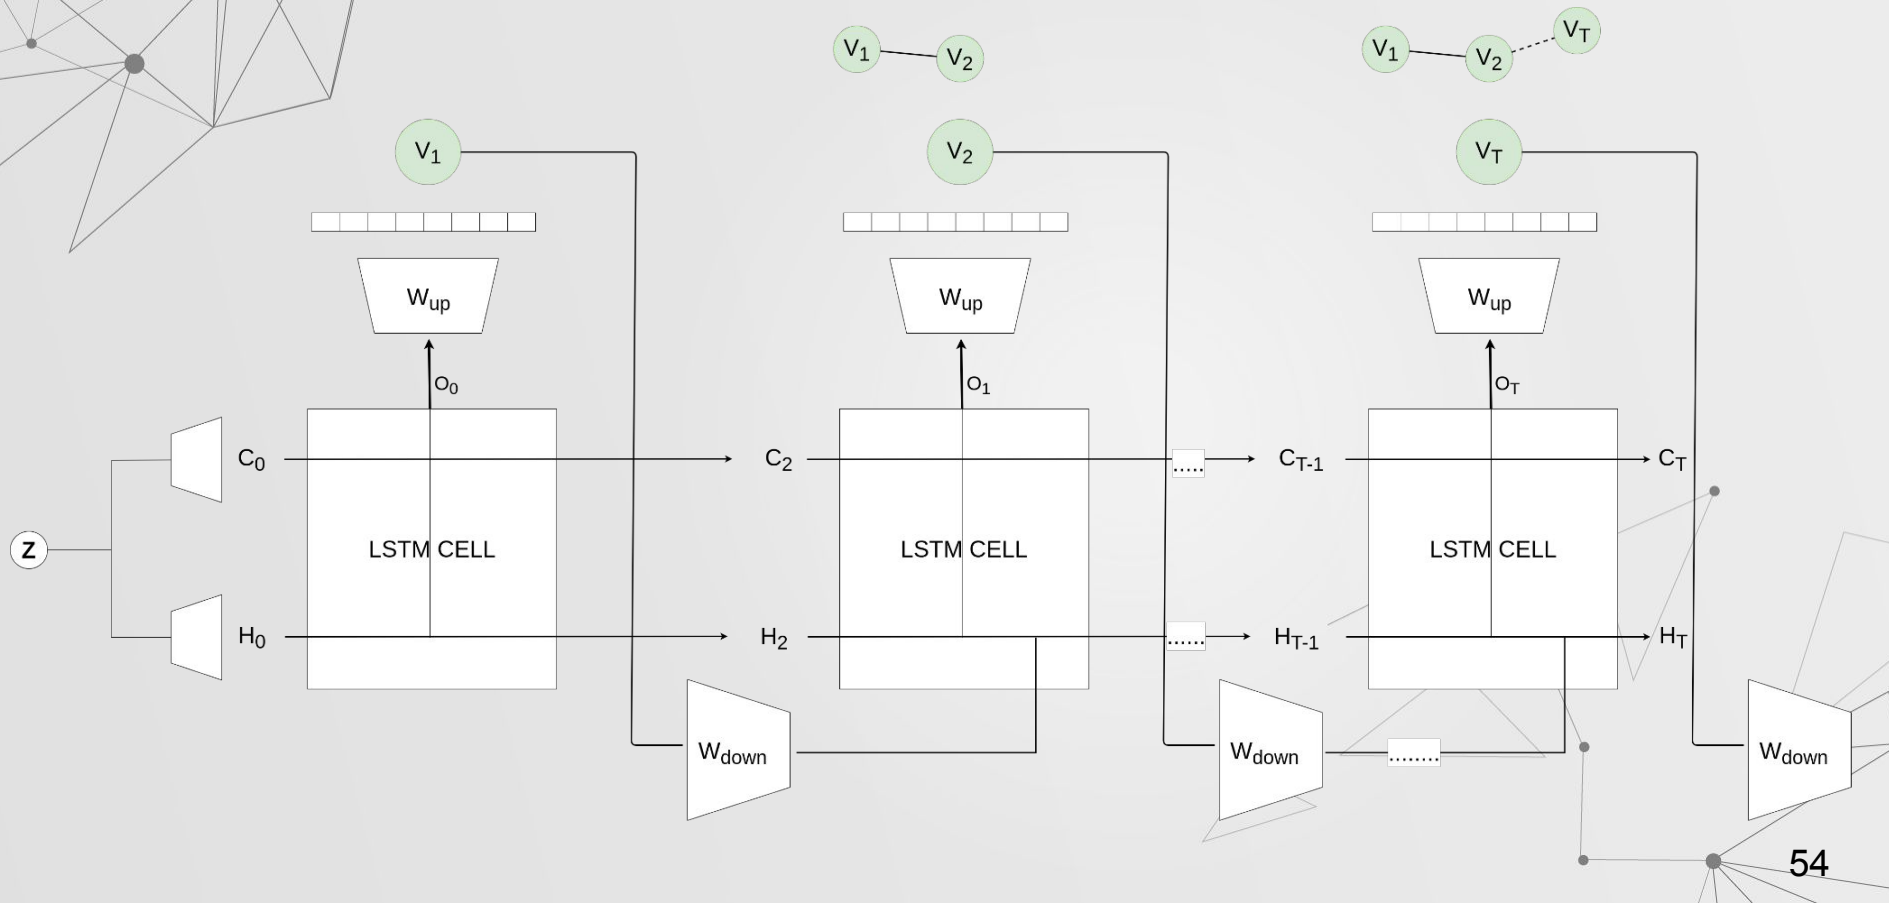 V1 V2
V1 V2 VT
V1
V2
VT
Wup
Wup
Wup
O0
O1
OT
C0
C2
.....
CT-1
CT
LSTM CELL
LSTM CELL
LSTM CELL
Z
H0
H2
......
HT-1
HT
Wdown
Wdown
........
Wdown
54